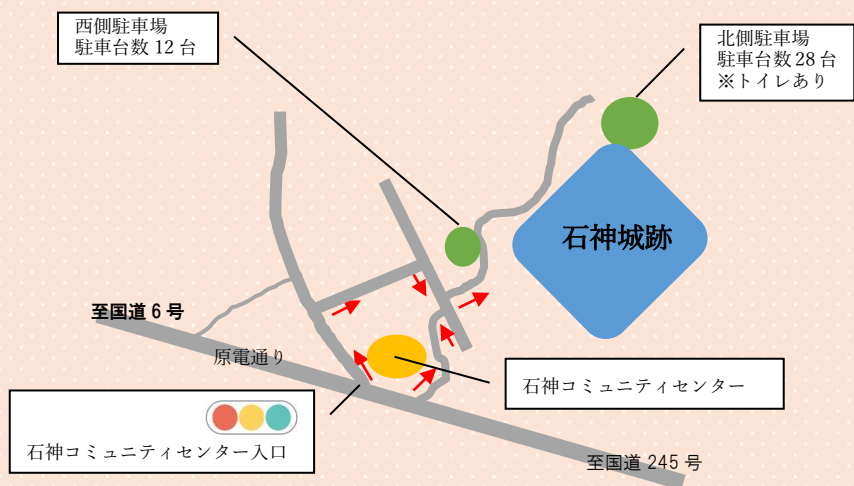 西側駐車場
駐車台数 12 台
北側駐車場
駐車台数 28 台
※トイレあり
石神城跡
至国道 6 号
原電通り
石神コミュニティセンター
石神コミュニティセンター入口
至国道 245 号